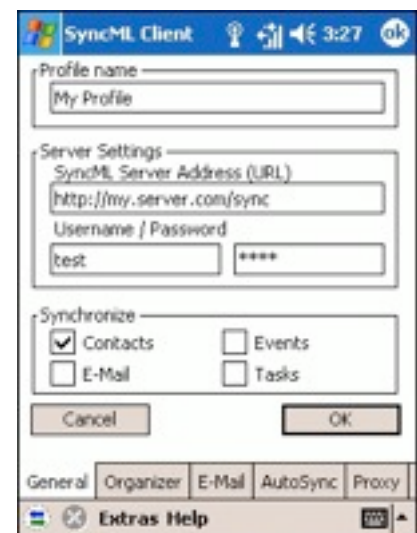 SyncML Client 3:27 ok
Profile name
My Profile
Server Settings
SyncML Server Address (URL)
http://my.server.com/sync
Username / Password
test ****
Synchronize
Contacts Events
E-Mail Tasks
Cancel OK
General Organizer E-Mail AutoSync Proxy
Extras Help